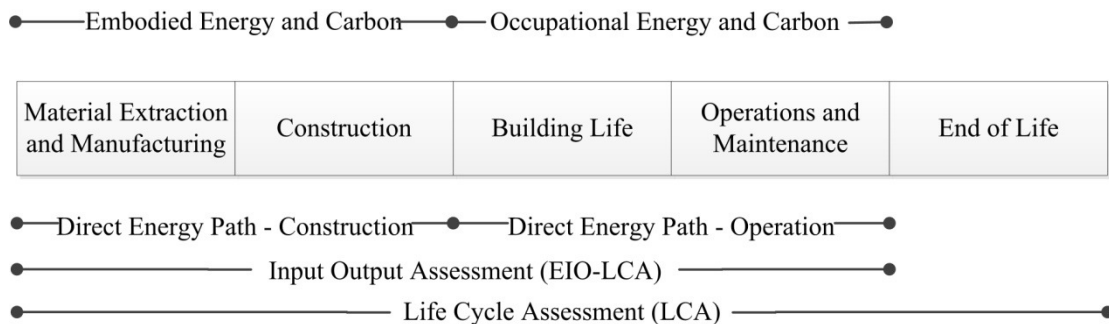 Embodied Energy and Carbon
Occupational Energy and Carbon
Material Extraction
and Manufacturing
Construction
Building Life
Operations and
Maintenance
End of Life
Direct Energy Path - Construction
Direct Energy Path - Operation
Input Output Assessment (EIO-LCA)
Life Cycle Assessment (LCA)